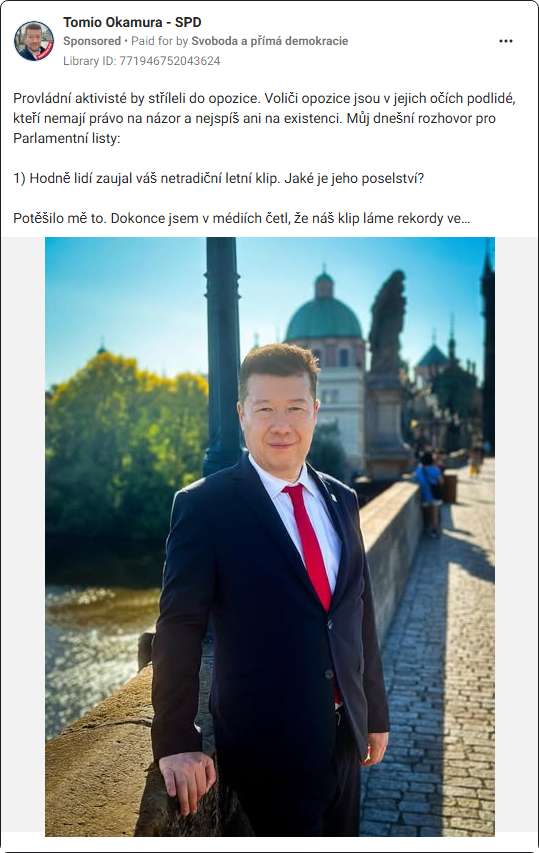 Tomio Okamura - SPD
Sponsored • Paid for by Svoboda a přímá demokracie
Library ID: 771946752043624
Provládní aktivisté by stříleli do opozice. Voliči opozice jsou v jejich očích podlidé,
kteří nemají právo na názor a nejspíš ani na existenci. Můj dnešní rozhovor pro
Parlamentní listy:
1) Hodně lidí zaujal váš netradiční letní klip. Jaké je jeho poselství?
Potěšilo mě to. Dokonce jsem v médiích četl, že náš klip láme rekordy ve…